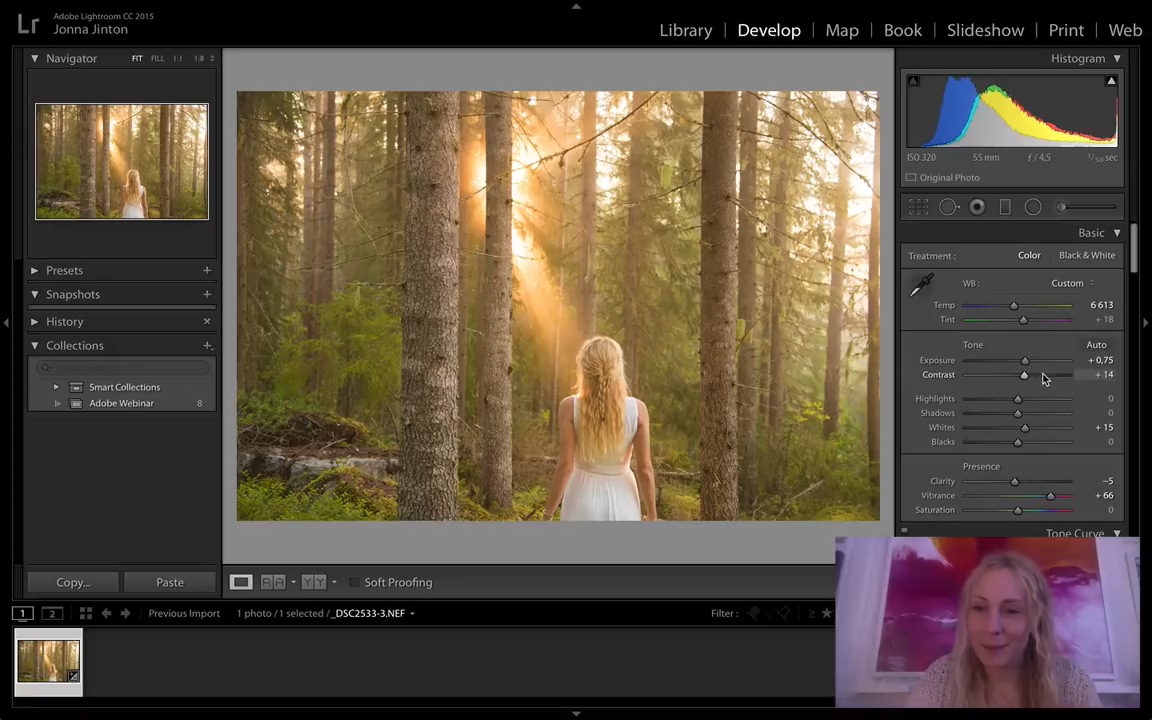 Lr
Adobe Lightroom CC 2015
Jonna Jinton
Library Develop Map Book Slideshow Print Web
Navigator FIT FILL 1:1 1:8
Presets
Snapshots
History
Collections
Smart Collections
Adobe Webinar 8
Copy... Paste
Soft Proofing
Histogram
ISO 320 55 mm ƒ / 4,5 1/50 sec
Original Photo
Basic
Treatment : Color Black & White
WB : Custom
Temp 6 613
Tint + 18
Tone Auto
Exposure + 0,75
Contrast + 14
Highlights 0
Shadows 0
Whites + 15
Blacks 0
Presence
Clarity −5
Vibrance + 66
Saturation 0
Tone Curve
1 2 Previous Import 1 photo / 1 selected / _DSC2533-3.NEF Filter :